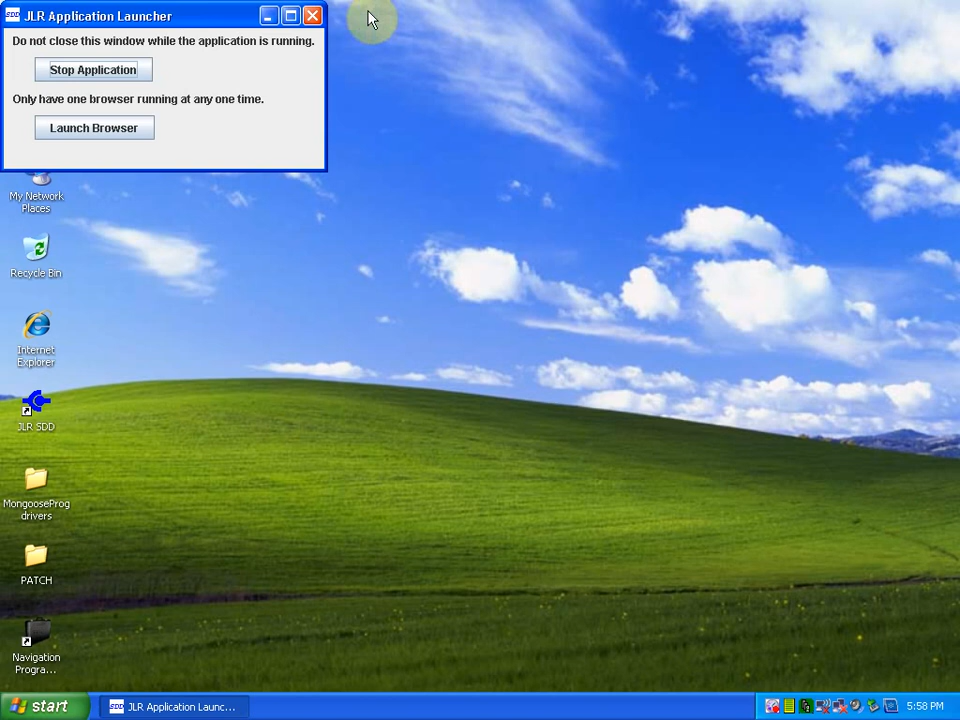 SDD JLR Application Launcher
Do not close this window while the application is running.
Stop Application
Only have one browser running at any one time.
Launch Browser
My Network
Places
Recycle Bin
Internet
Explorer
JLR SDD
MongooseProg
drivers
PATCH
Navigation
Progra...
start
SDD JLR Application Launc...
5:58 PM